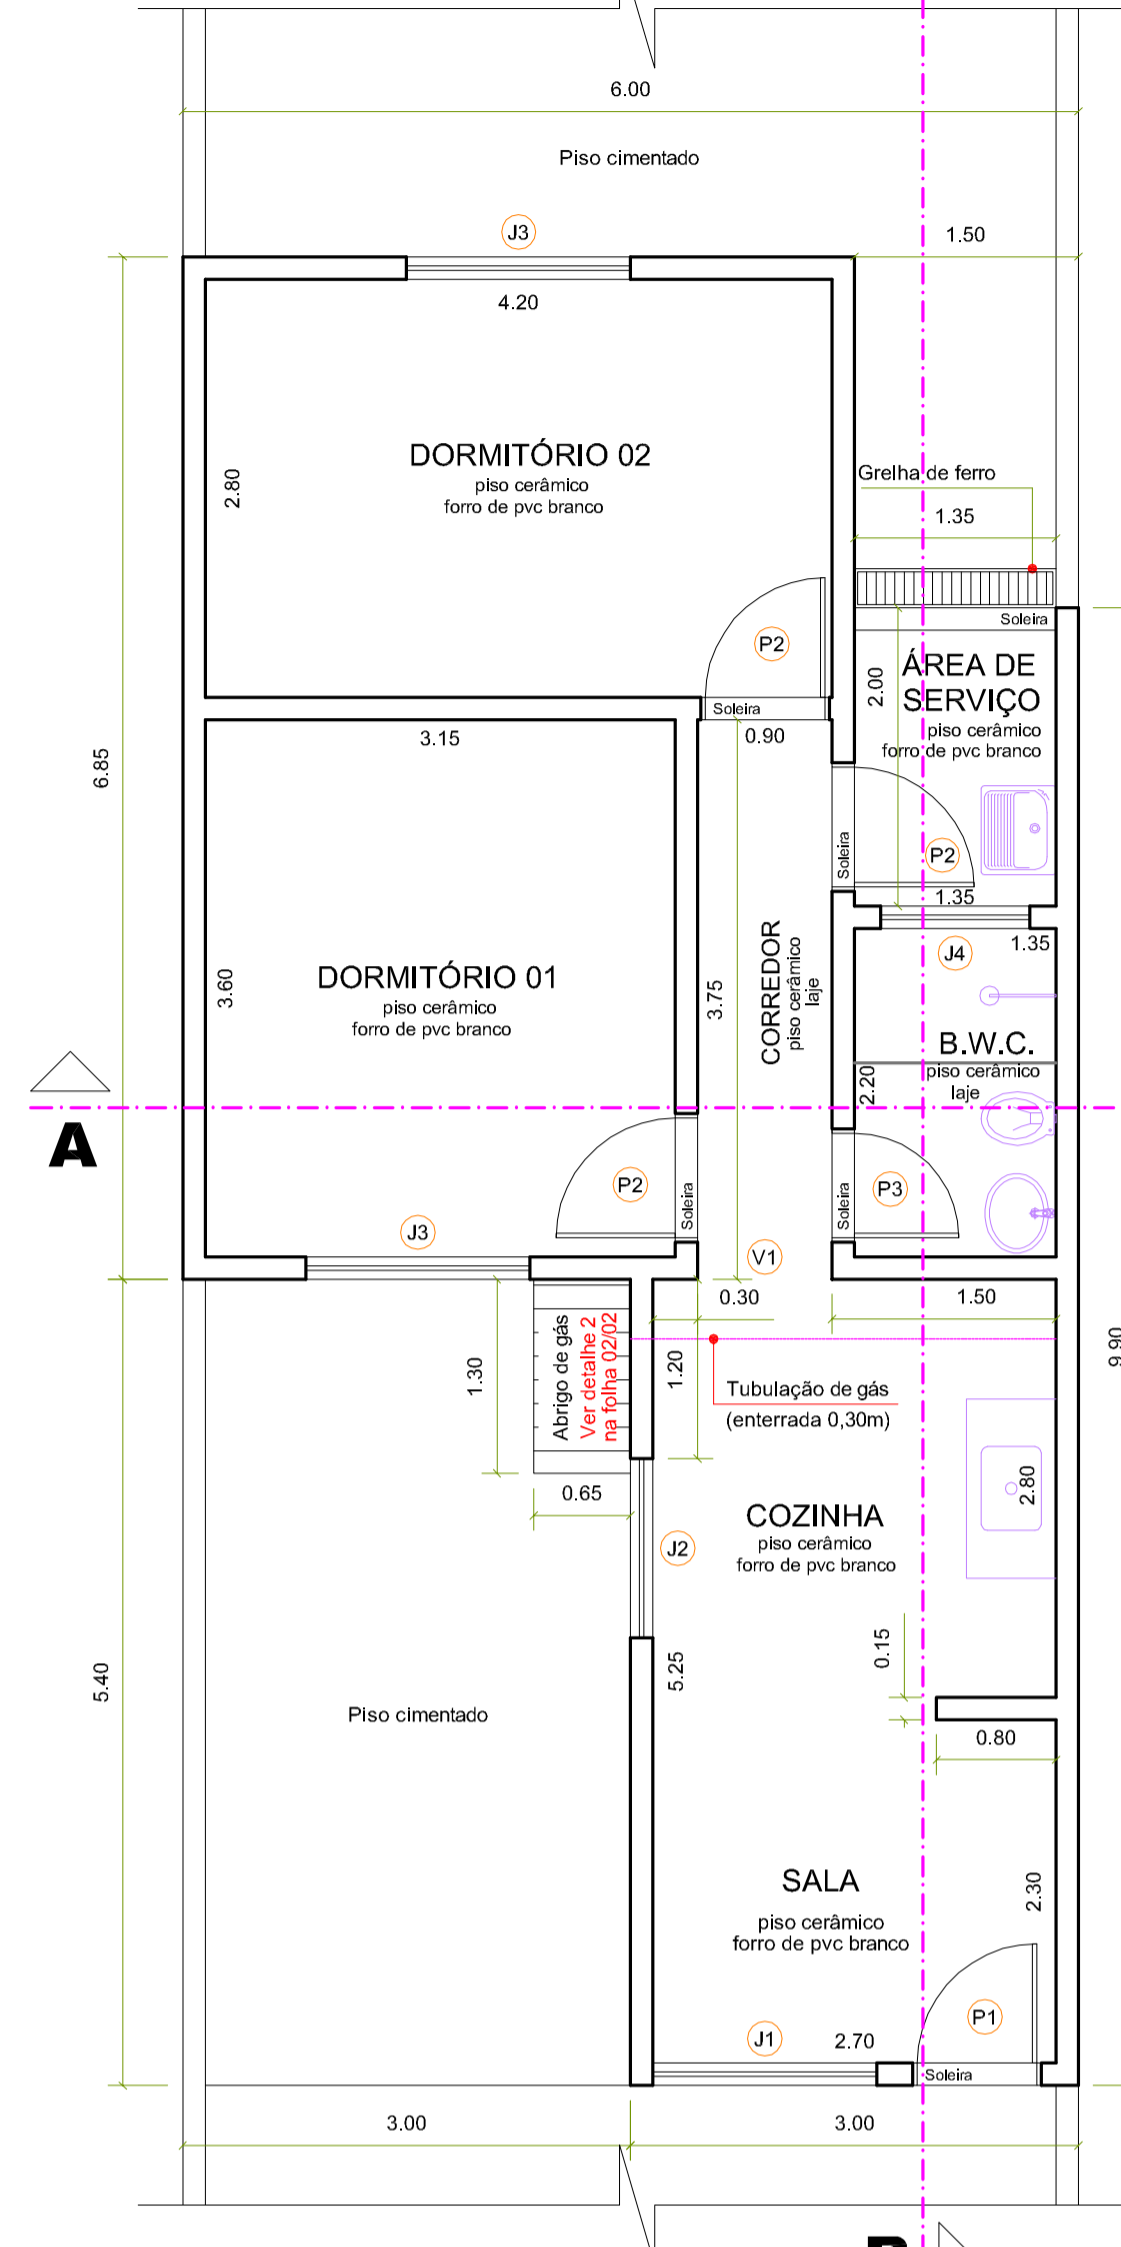 6.00
Piso cimentado
J3
1.50
4.20
DORMITÓRIO 02
piso cerâmico
forro de pvc branco
2.80
Grelha de ferro
1.35
Soleira
P2
ÁREA DE
SERVIÇO
piso cerâmico
forro de pvc branco
2.00
Soleira
3.15
0.90
6.85
Soleira
P2
1.35
J4
1.35
DORMITÓRIO 01
piso cerâmico
forro de pvc branco
3.60
3.75
CORREDOR
piso cerâmico
laje
B.W.C.
piso cerâmico
laje
2.20
A
P2
Soleira
Soleira
P3
J3
V1
0.30
1.50
1.30
Abrigo de gás
Ver detalhe 2
na folha 02/02
1.20
Tubulação de gás
(enterrada 0,30m)
9.90
0.65
COZINHA
piso cerâmico
forro de pvc branco
2.80
J2
0.15
5.25
5.40
Piso cimentado
0.80
SALA
piso cerâmico
forro de pvc branco
2.30
P1
J1
2.70
Soleira
3.00
3.00